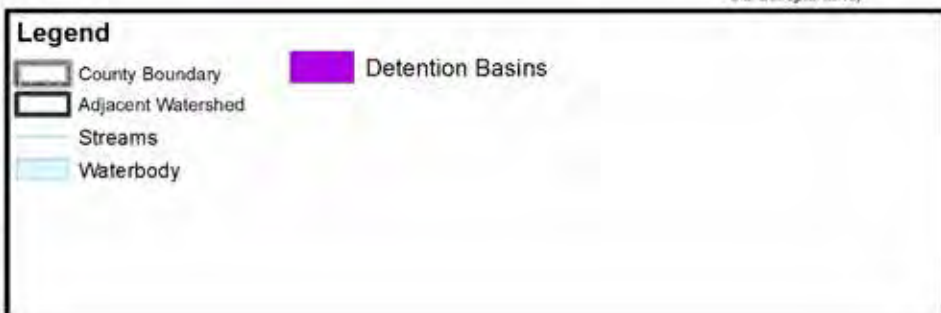 Legend
County Boundary
Adjacent Watershed
Streams
Waterbody
Detention Basins